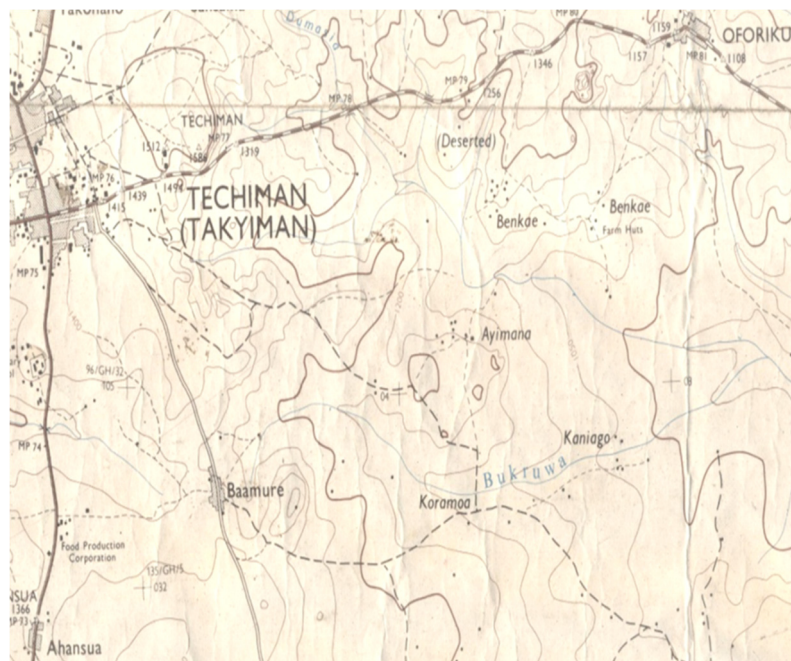 Damasia
MP 80
1159
OFORIKU
1157
MP 81
1108
1346
MP 79
1256
MP 78
TECHIMAN
MP 77
1512
1586
1319
(Deserted)
MP 76
1439
1415
TECHIMAN
(TAKYIMAN)
Benkae
Benkae
Farm Huts
MP 75
1400
Ayimana
96/GH/32
105
04
03
MP 74
Kaniago
Bukruwa
Baamure
Koramoa
Food Production
Corporation
135/GH/5
032
NSUA
1366
MP 73
Ahansua